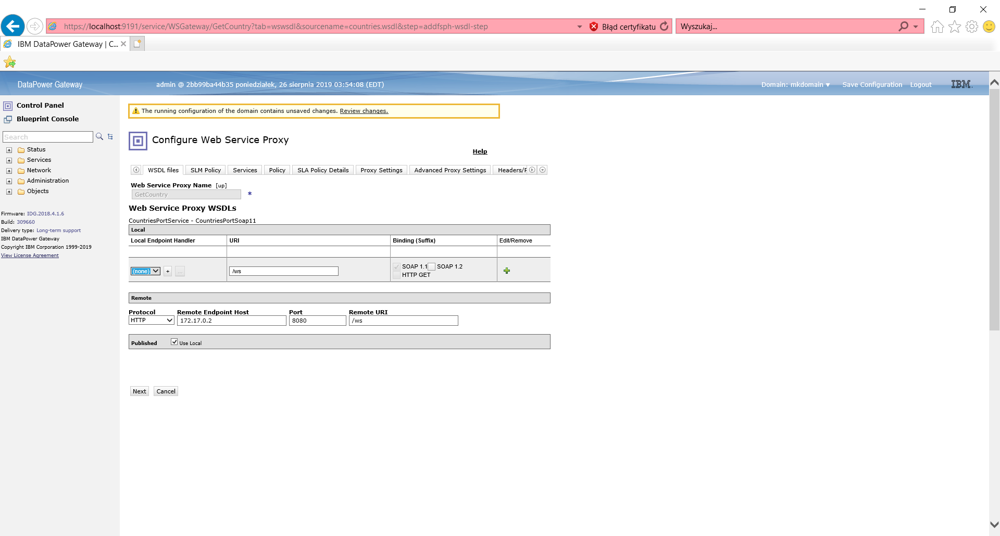 https://localhost:9191/service/WSGateway/GetCountry?tab=wswsdl&sourcename=countries.wsdl&step=addfsph-wsdl-step
Błąd certyfikatu
Wyszukaj...
IBM DataPower Gateway | C...
DataPower Gateway
admin @ 2bb99ba44b35 poniedziałek, 26 sierpnia 2019 03:54:08 (EDT)
Domain: mkdomain
Save Configuration
Logout
IBM.
Control Panel
Blueprint Console
Search
Status
Services
Network
Administration
Objects
Firmware: IDG.2018.4.1.6
Build: 309660
Delivery type: Long-term support
IBM DataPower Gateway
Copyright IBM Corporation 1999-2019
View License Agreement
The running configuration of the domain contains unsaved changes. Review changes.
Configure Web Service Proxy
Help
WSDL files
SLM Policy
Services
Policy
SLA Policy Details
Proxy Settings
Advanced Proxy Settings
Headers/
Web Service Proxy Name [up]
GetCountry *
Web Service Proxy WSDLs
CountriesPortService - CountriesPortSoap11
Local
Local Endpoint Handler
URI
Binding (Suffix)
Edit/Remove
(none)
+
...
/ws
SOAP 1.1
SOAP 1.2
HTTP GET
Remote
Protocol
Remote Endpoint Host
Port
Remote URI
HTTP
172.17.0.2
8080
/ws
Published
Use Local
Next
Cancel